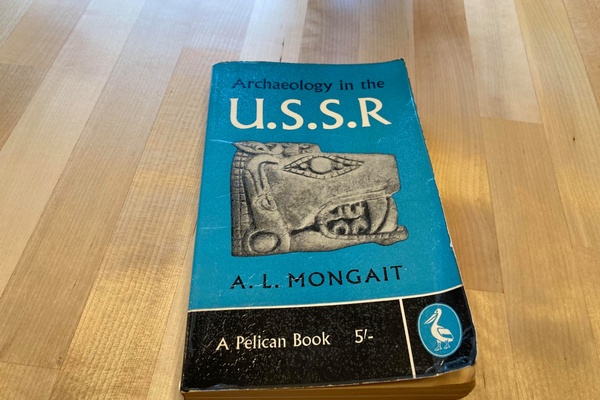 Archaeology in the
U.S.S.R
A. L. MONGAIT
A Pelican Book 5/-